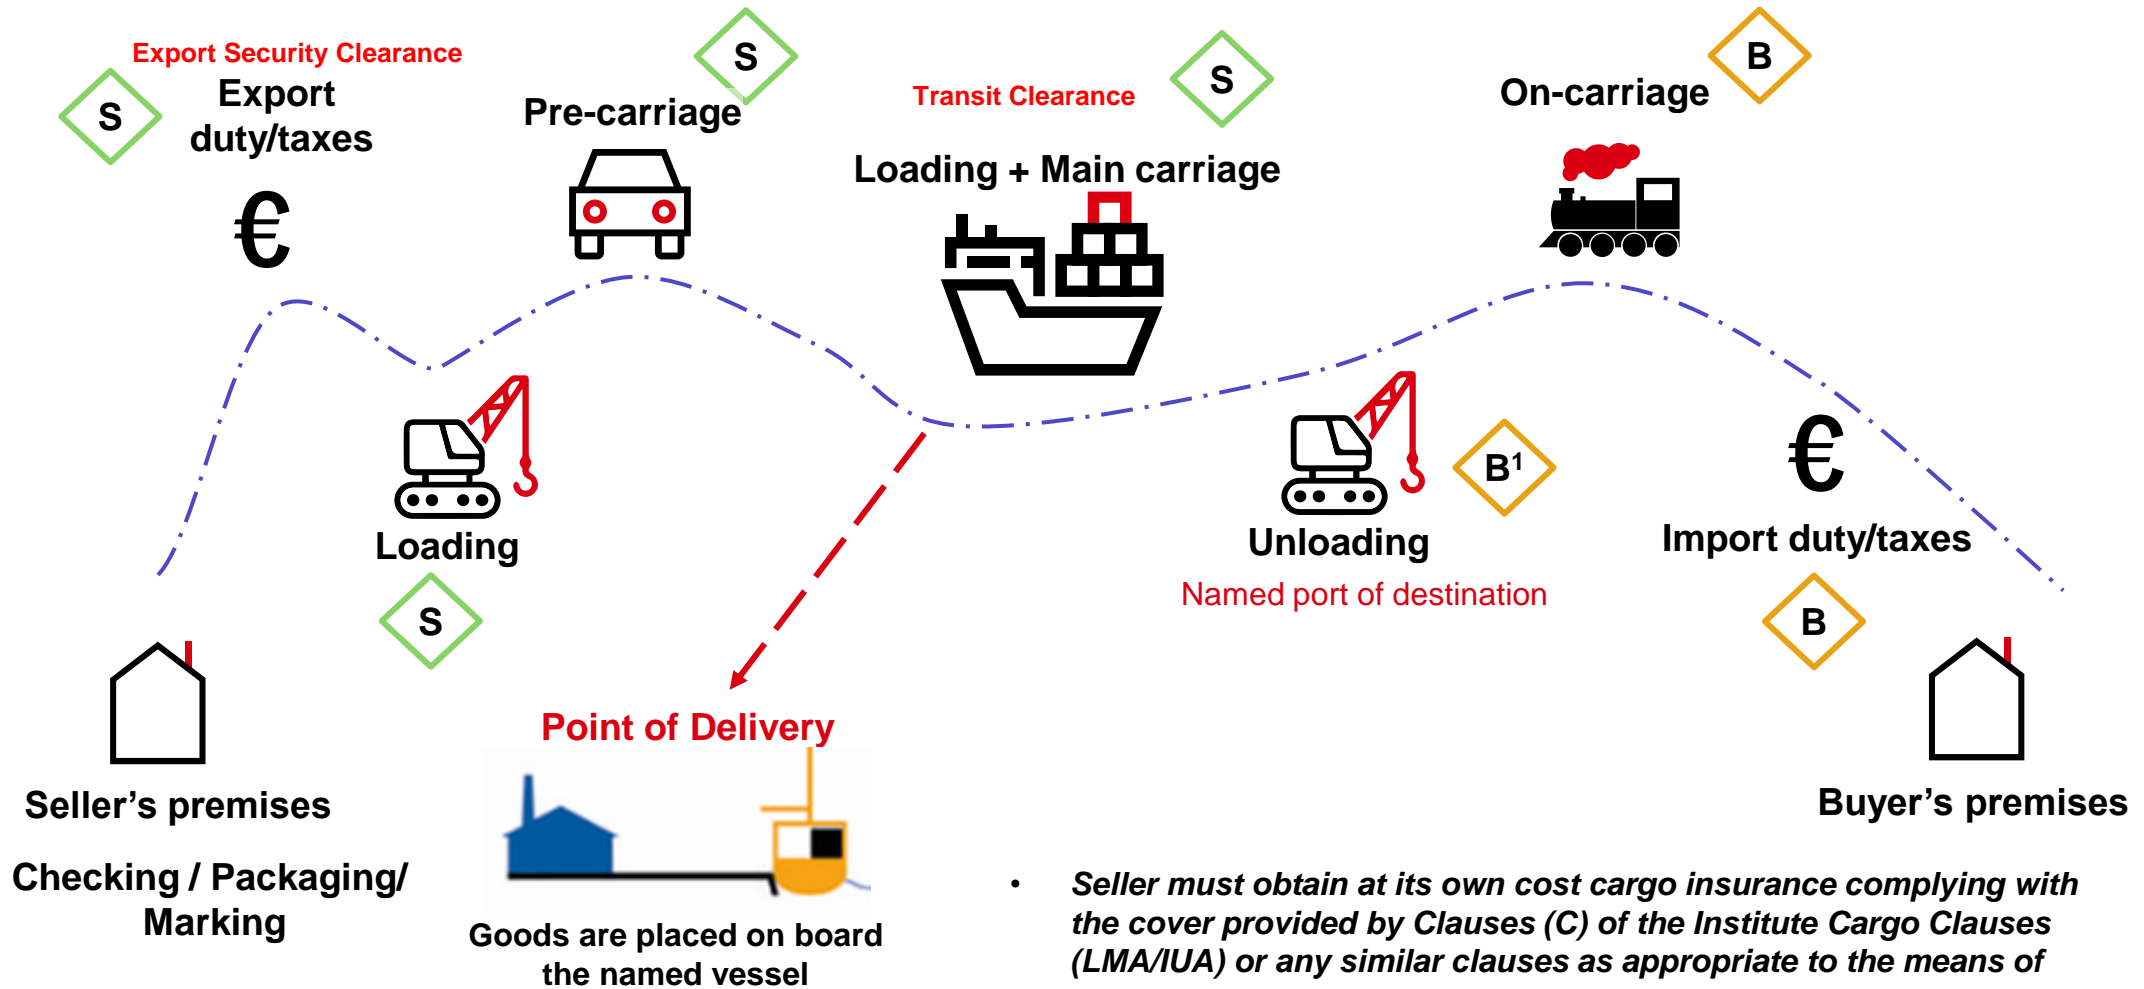 Export Security Clearance
S
Export
duty/taxes
€
S
Pre-carriage
Transit Clearance
S
Loading + Main carriage
B
On-carriage
Loading
S
Unloading
B¹
Named port of destination
€
Import duty/taxes
B
Point of Delivery
Goods are placed on board
the named vessel
Seller’s premises
Checking / Packaging/
Marking
Buyer’s premises
• Seller must obtain at its own cost cargo insurance complying with
the cover provided by Clauses (C) of the Institute Cargo Clauses
(LMA/IUA) or any similar clauses as appropriate to the means of